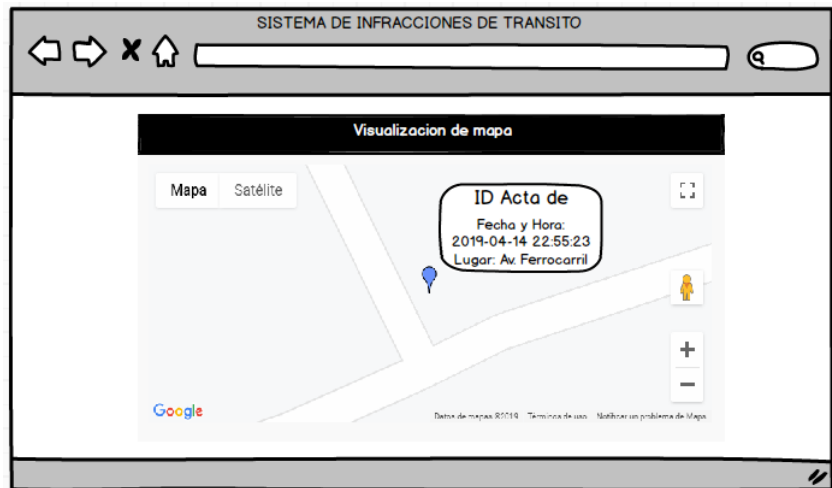 SISTEMA DE INFRACCIONES DE TRANSITO
Visualizacion de mapa
Mapa Satélite
ID Acta de
Fecha y Hora:
2019-04-14 22:55:23
Lugar: Av. Ferrocarril
Google
Datos de mapas ©2019 Términos de uso Notificar un problema de Maps